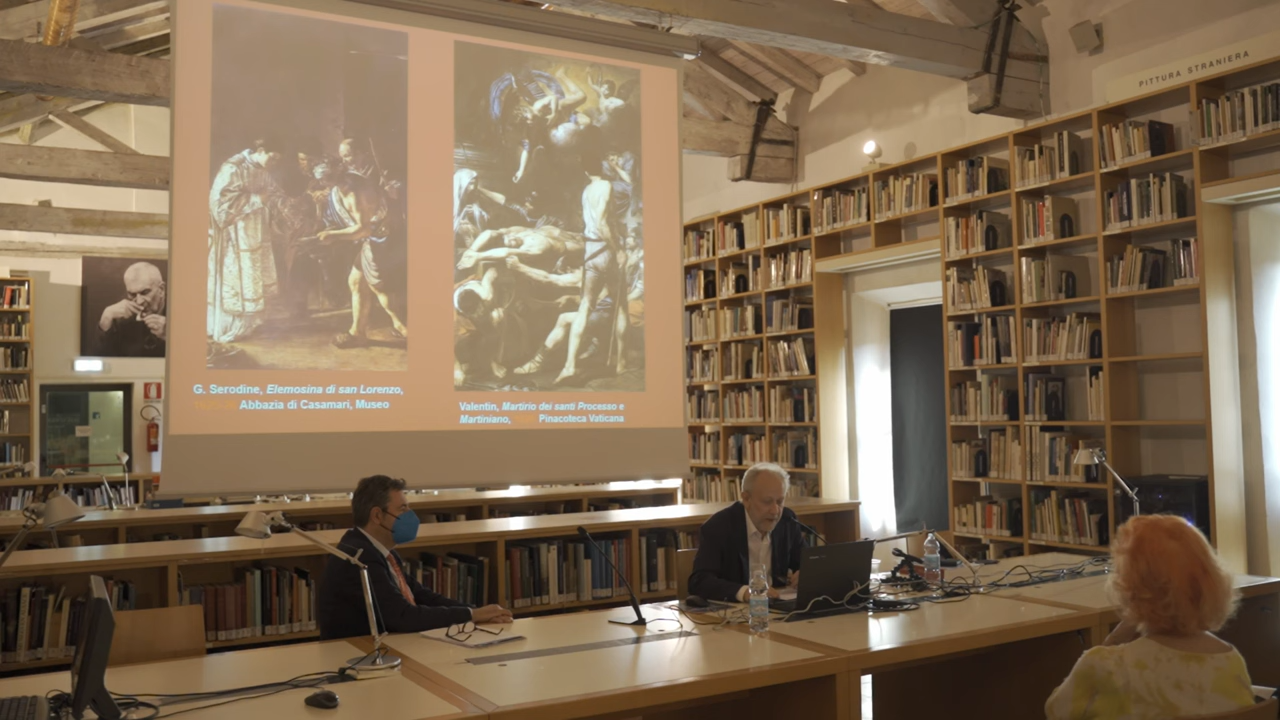 PITTURA STRANIERA
G. Serodine, Elemosina di san Lorenzo,
Abbazia di Casamari, Museo
Valentin, Martirio dei santi Processo e
Martiniano, Pinacoteca Vaticana